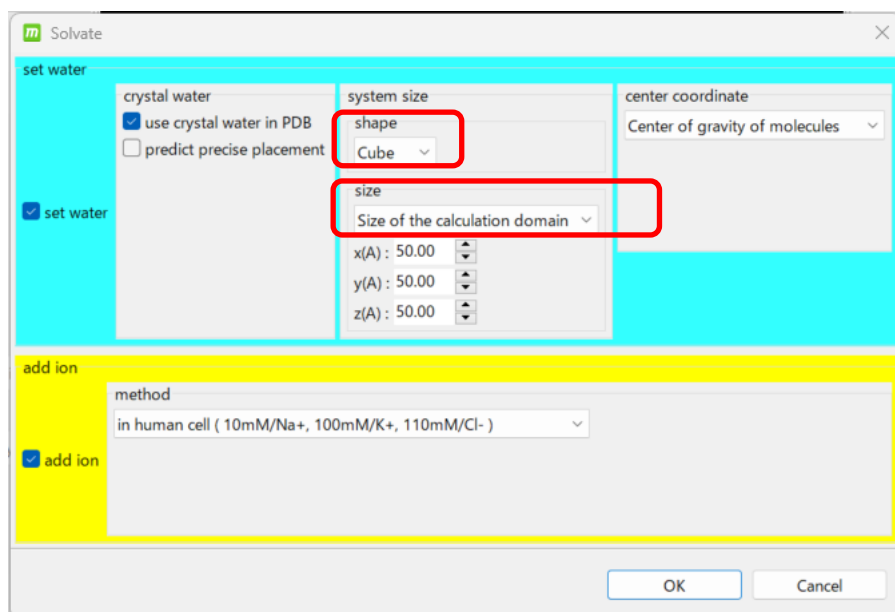 Solvate
set water
set water
crystal water
use crystal water in PDB
predict precise placement
system size
shape
Cube
size
Size of the calculation domain
x(A) : 50.00
y(A) : 50.00
z(A) : 50.00
center coordinate
Center of gravity of molecules
add ion
add ion
method
in human cell ( 10mM/Na+, 100mM/K+, 110mM/Cl- )
OK
Cancel